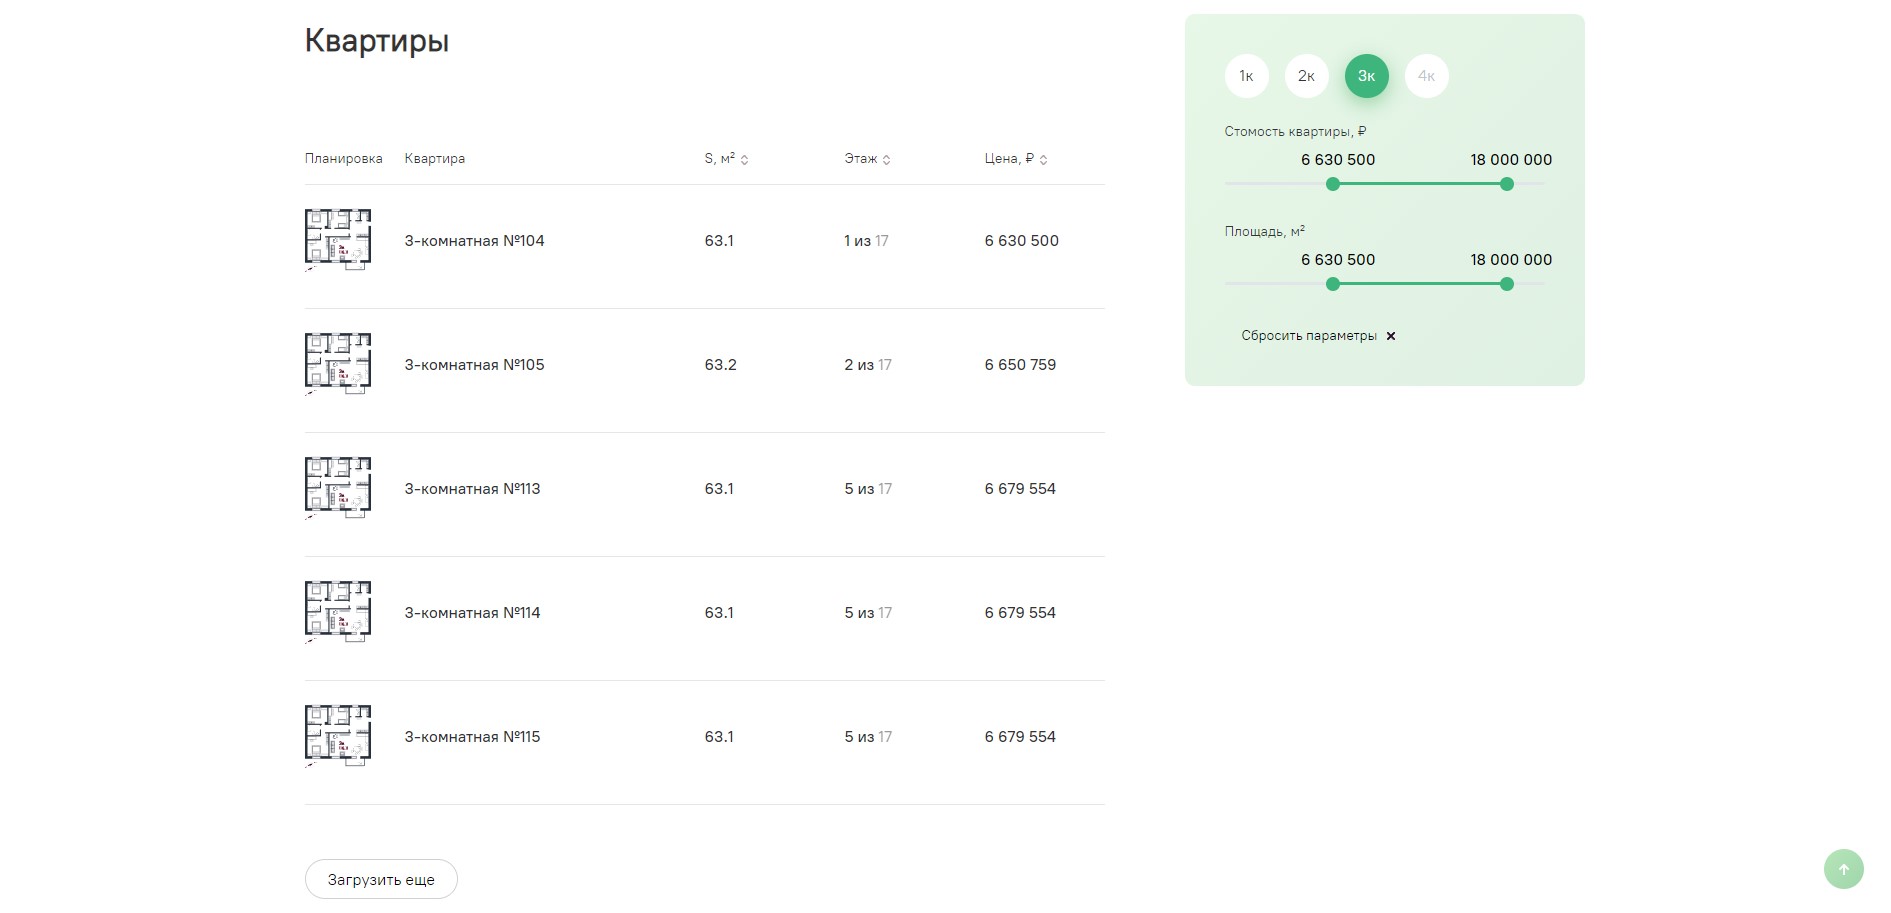 Квартиры
Планировка Квартира S, м² Этаж Цена, ₽
3-комнатная №104 63.1 1 из 17 6 630 500
3-комнатная №105 63.2 2 из 17 6 650 759
3-комнатная №113 63.1 5 из 17 6 679 554
3-комнатная №114 63.1 5 из 17 6 679 554
3-комнатная №115 63.1 5 из 17 6 679 554
Загрузить еще
1к 2к 3к 4к
Стомость квартиры, ₽
6 630 500 18 000 000
Площадь, м²
6 630 500 18 000 000
Сбросить параметры ×